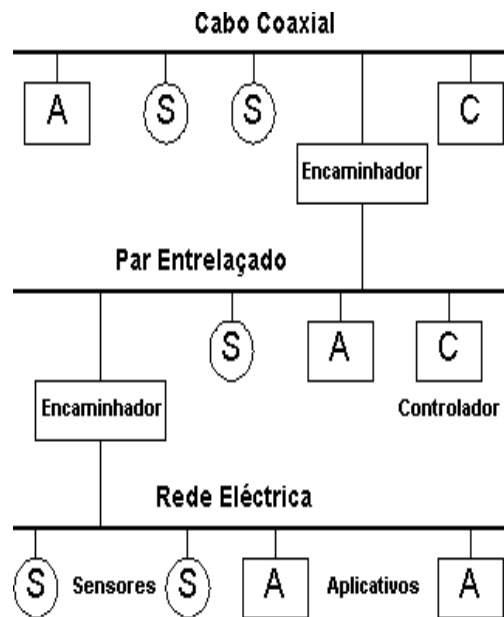 Cabo Coaxial
A S S C
Encaminhador
Par Entrelaçado
S A C
Encaminhador
Controlador
Rede Eléctrica
S Sensores S A Aplicativos A